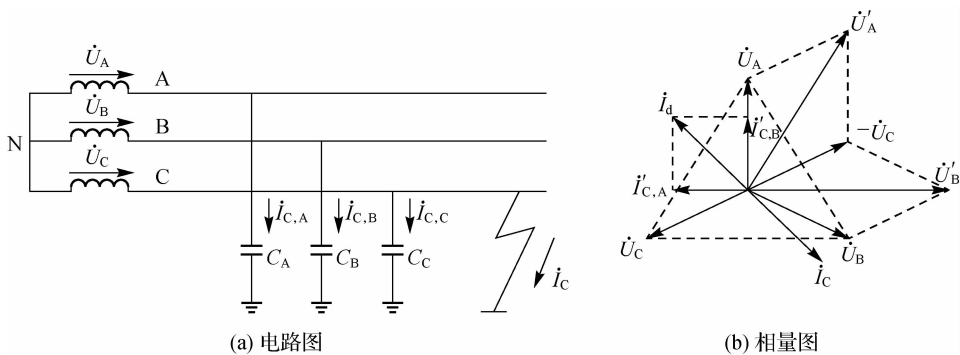 U̇A
A
U̇B
B
N
U̇C
C
İC,A
İC,B
İC,C
CA
CB
CC
İC
(a) 电路图
U̇′A
U̇A
İd
İ′C,B
−U̇C
İ′C,A
U̇′B
U̇C
U̇B
İC
(b) 相量图